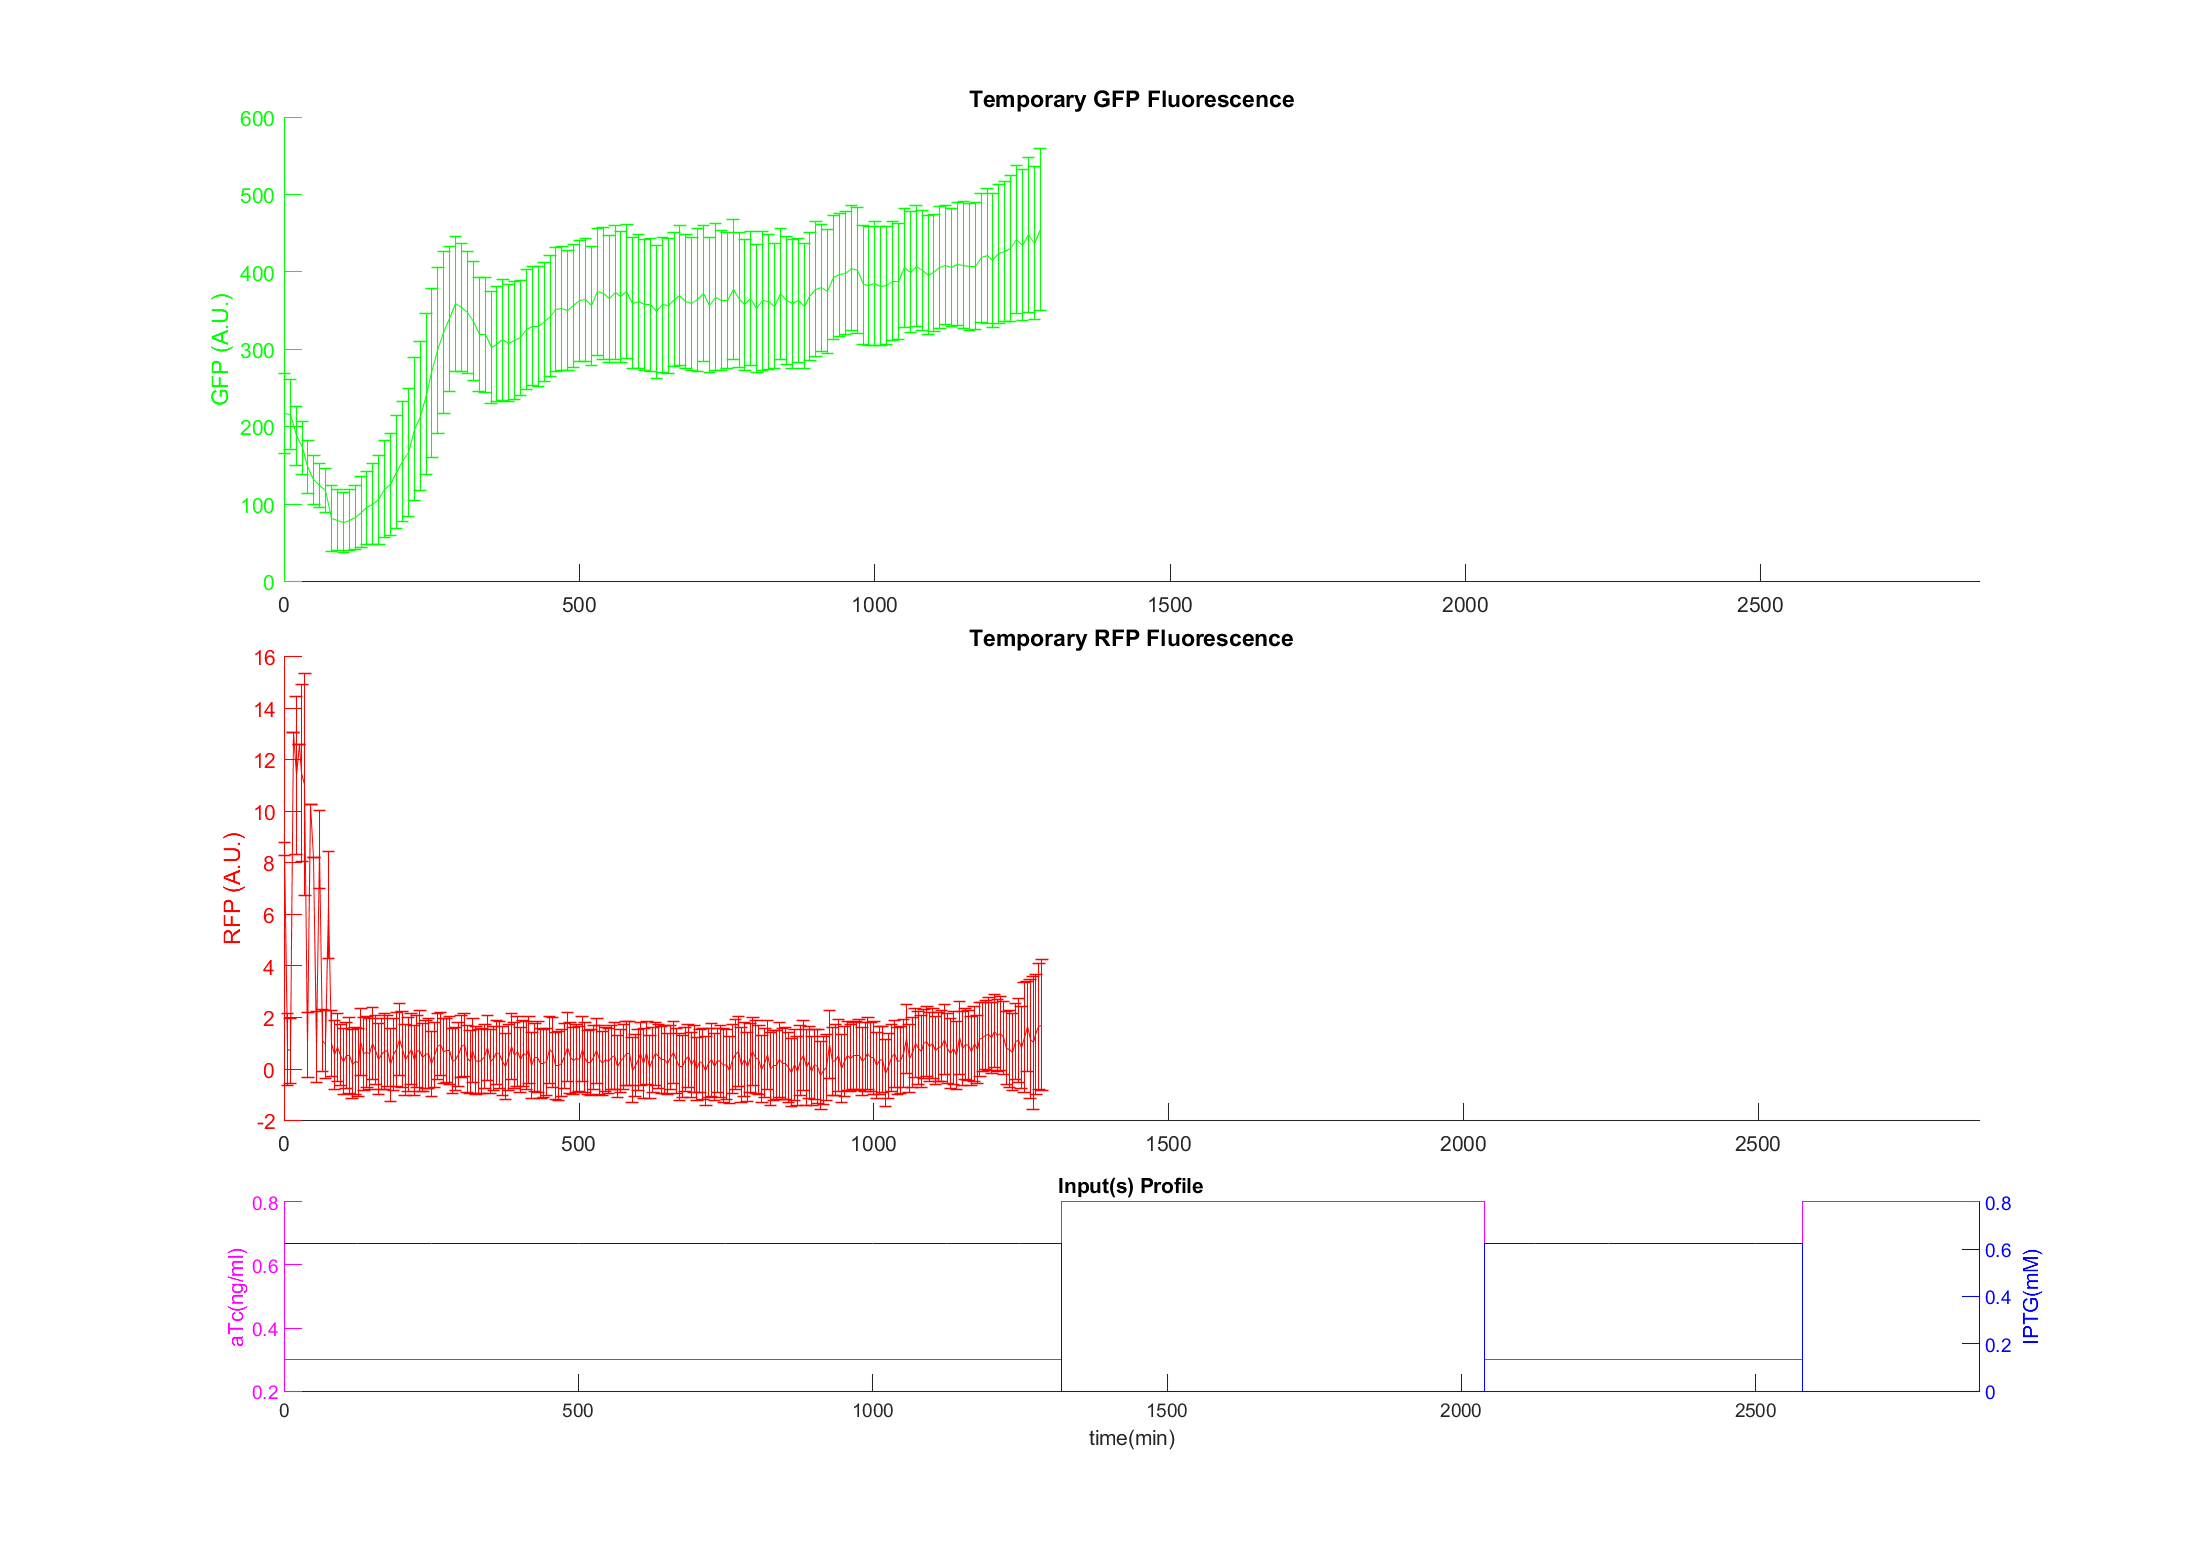 Temporary GFP Fluorescence
600
500
400
300
200
100
0
GFP (A.U.)
0 500 1000 1500 2000 2500
Temporary RFP Fluorescence
16
14
12
10
8
6
4
2
0
-2
RFP (A.U.)
0 500 1000 1500 2000 2500
Input(s) Profile
0.8
0.6
0.4
0.2
aTc(ng/ml)
0.8
0.6
0.4
0.2
0
IPTG(mM)
0 500 1000 1500 2000 2500
time(min)